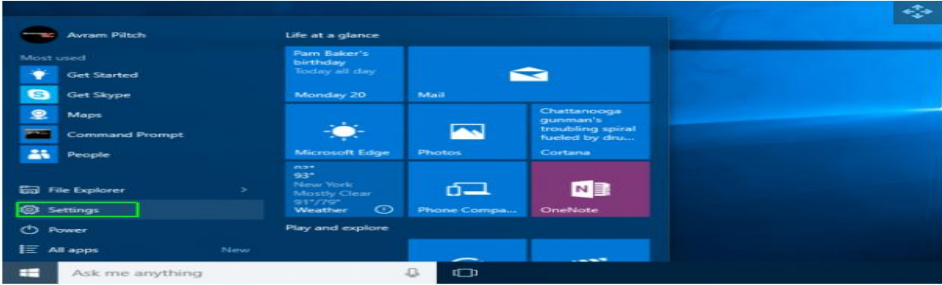 Avram Piltch
Most used
Get Started
Get Skype
Maps
Command Prompt
People
File Explorer
Settings
Power
All apps
New
Life at a glance
Pam Baker's
birthday
Today all day
Monday 20
Mail
Microsoft Edge
Photos
Chattanooga
gunman's
troubling spiral
fueled by dru...
Cortana
93°
New York
Mostly Clear
91°/79°
Weather
Phone Compa...
OneNote
Play and explore
Ask me anything